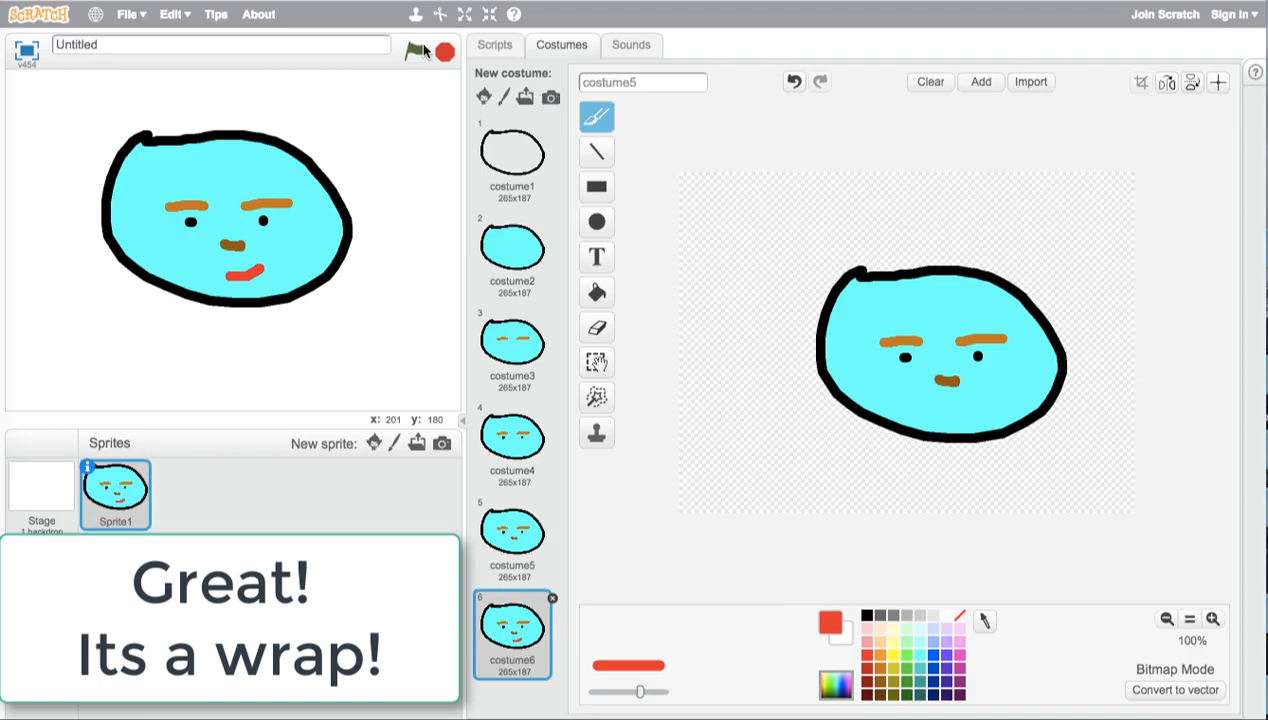 SCRATCH File Edit Tips About Join Scratch Sign in
Untitled
v454
Scripts Costumes Sounds
New costume:
costume5
Clear Add Import
1
costume1
265x187
2
costume2
265x187
3
costume3
265x187
4
costume4
265x187
5
costume5
265x187
6
costume6
265x187
T
x: 201 y: 180
Sprites New sprite:
Stage
1 backdrop
Sprite1
Great!
Its a wrap!
100%
Bitmap Mode
Convert to vector